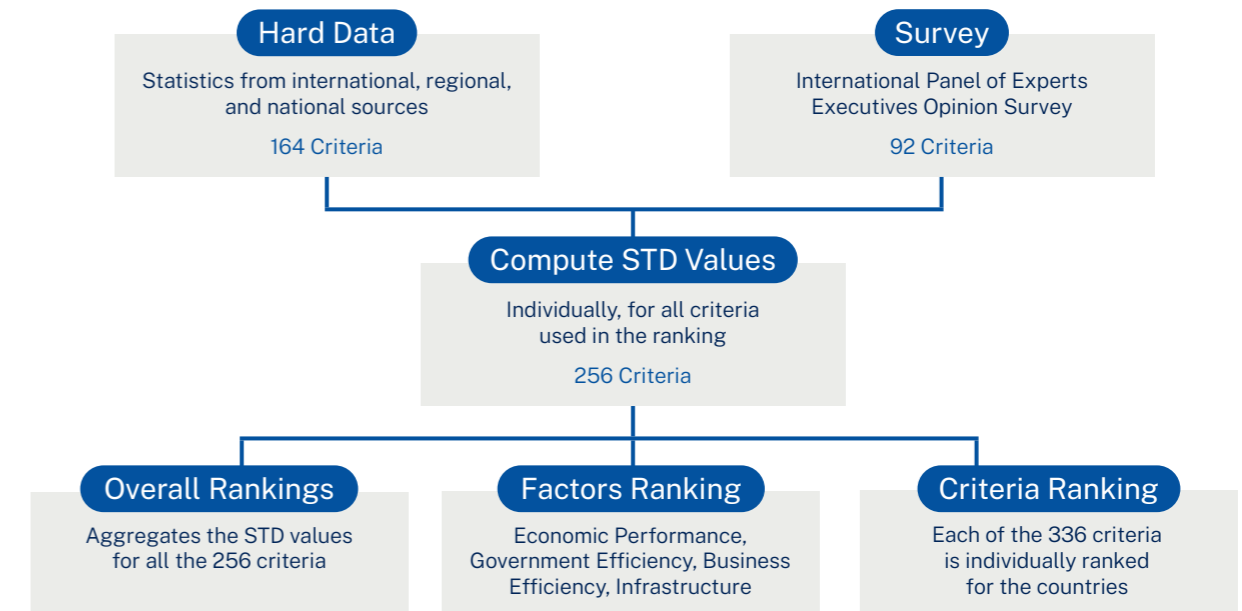 Hard Data
Statistics from international, regional,
and national sources
164 Criteria
Survey
International Panel of Experts
Executives Opinion Survey
92 Criteria
Compute STD Values
Individually, for all criteria
used in the ranking
256 Criteria
Overall Rankings
Aggregates the STD values
for all the 256 criteria
Factors Ranking
Economic Performance,
Government Efficiency, Business
Efficiency, Infrastructure
Criteria Ranking
Each of the 336 criteria
is individually ranked
for the countries